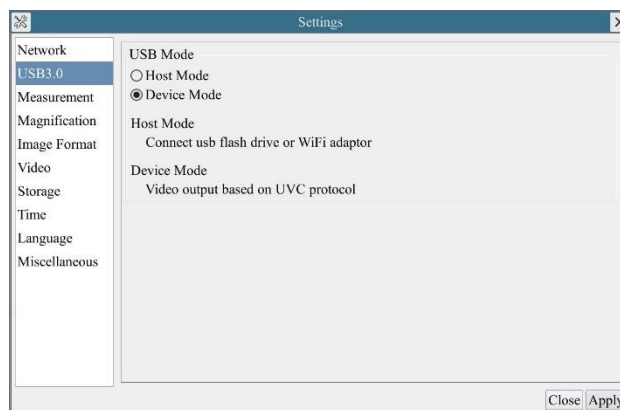 Settings
Network
USB3.0
Measurement
Magnification
Image Format
Video
Storage
Time
Language
Miscellaneous
USB Mode
Host Mode
Device Mode
Host Mode
Connect usb flash drive or WiFi adaptor
Device Mode
Video output based on UVC protocol
Close Apply